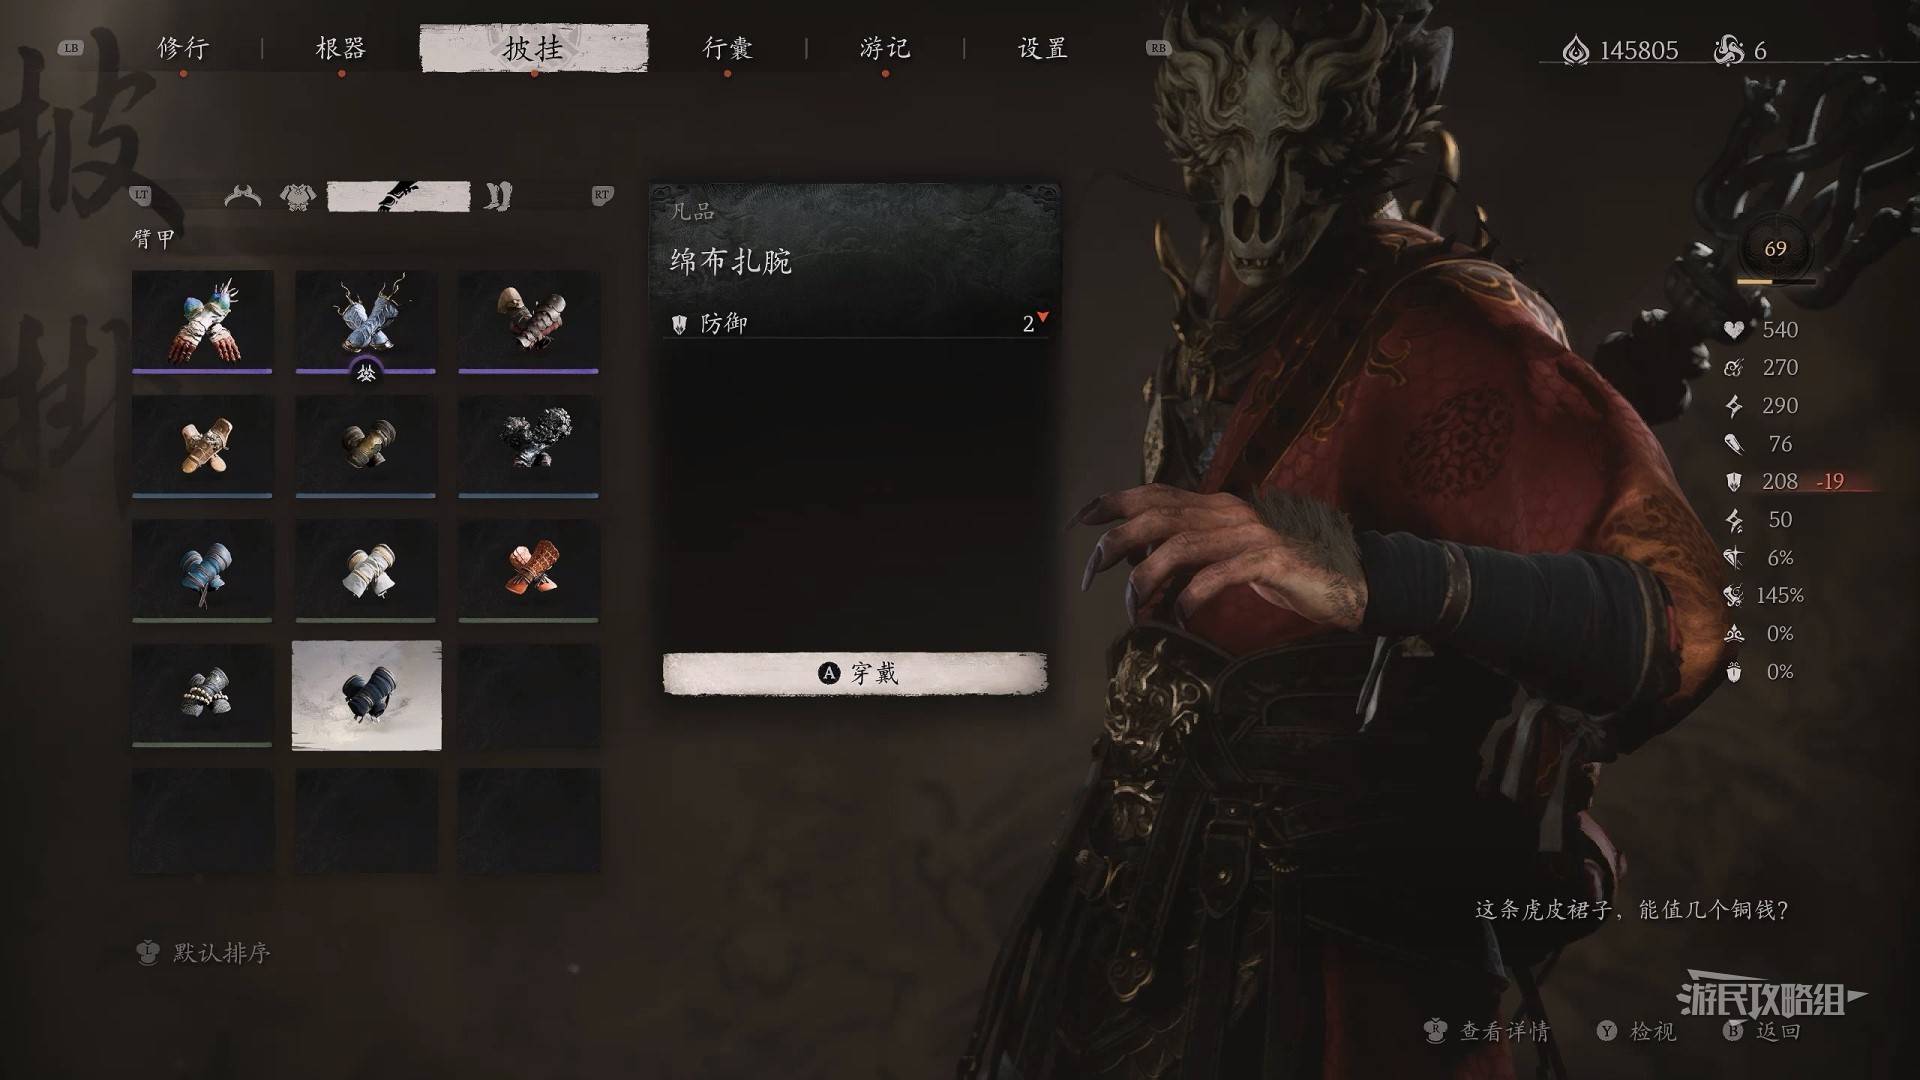 LB 修行 根器 披挂 行囊 游记 设置 RB
145805 6
披挂
LT RT
臂甲
凡品
绵布扎腕
防御 2
A 穿戴
69
540
270
290
76
208 -19
50
6%
145%
0%
0%
这条虎皮裙子，能值几个铜钱？
L 默认排序
游民攻略组
R 查看详情 Y 检视 B 返回